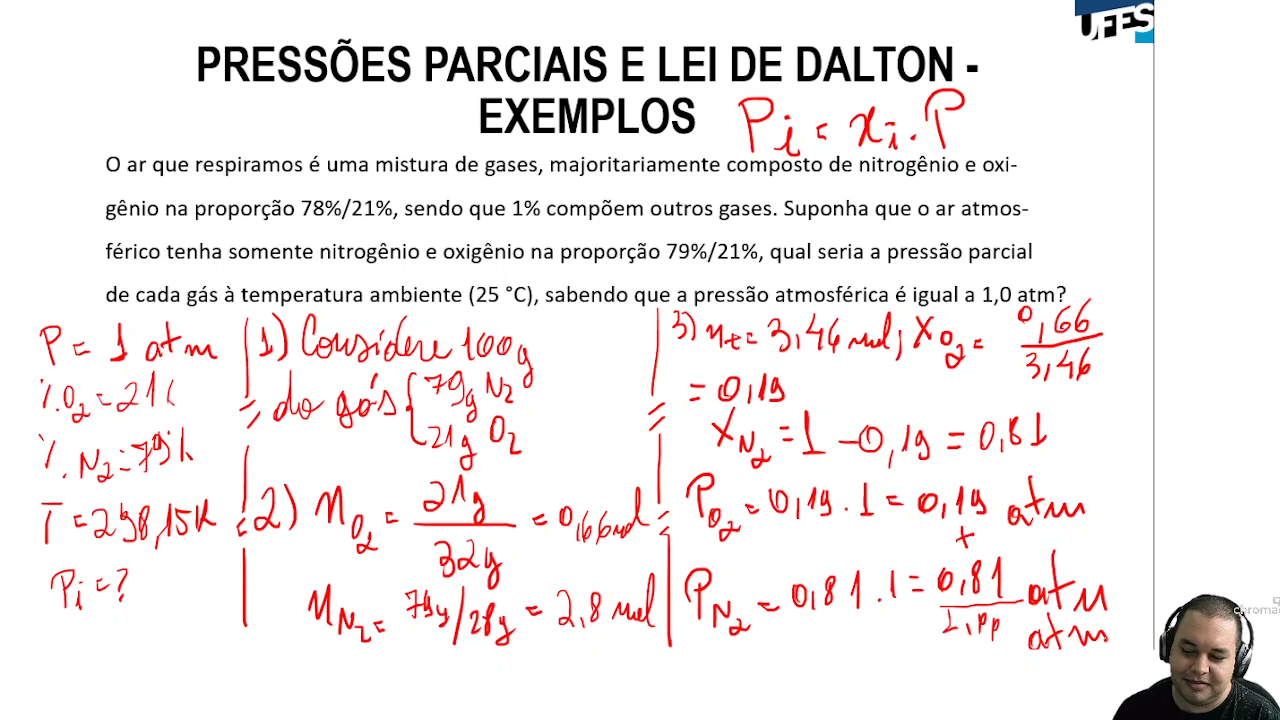 UFES
PRESSÕES PARCIAIS E LEI DE DALTON -
EXEMPLOS
Pi = xi . P
O ar que respiramos é uma mistura de gases, majoritariamente composto de nitrogênio e oxi-
gênio na proporção 78%/21%, sendo que 1% compõem outros gases. Suponha que o ar atmos-
férico tenha somente nitrogênio e oxigênio na proporção 79%/21%, qual seria a pressão parcial
de cada gás à temperatura ambiente (25 °C), sabendo que a pressão atmosférica é igual a 1,0 atm?
P = 1 atm
%O2 = 21%
%N2 = 79%
T = 298,15K
Pi = ?
1) Considere 100g
do gás { 79g N2
21g O2
2) nO2 = 21g / 32g = 0,66 mol
nN2 = 79g/28g = 2,8 mol
3) nt = 3,46 mol; XO2 = 0,66 / 3,46
= 0,19
XN2 = 1 - 0,19 = 0,81
PO2 = 0,19 . 1 = 0,19 atm
+
PN2 = 0,81 . 1 = 0,81 atm
atm
chroma